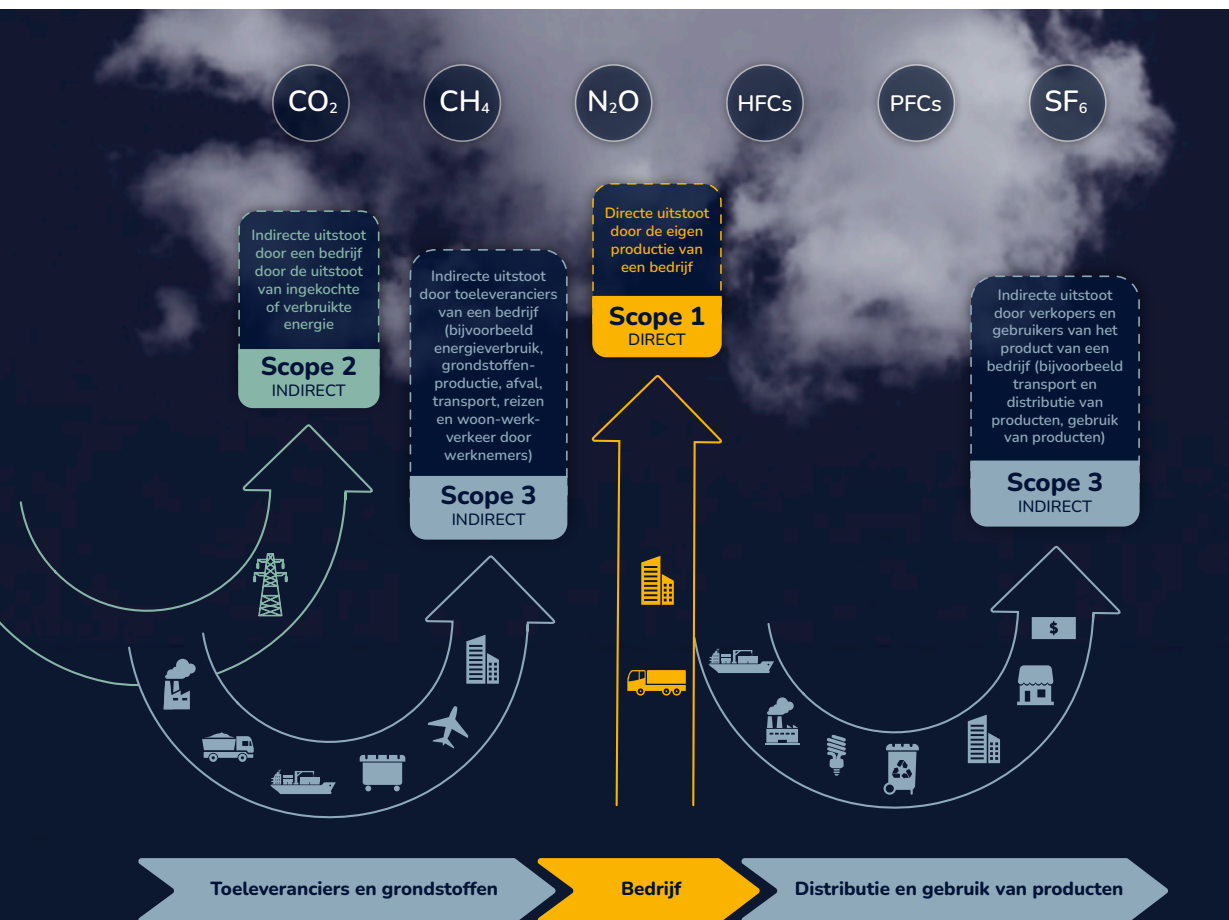 CO₂
CH₄
N₂O
HFCs
PFCs
SF₆
Indirecte uitstoot
door een bedrijf
door de uitstoot
van ingekochte
of verbruikte
energie
Scope 2
INDIRECT
Indirecte uitstoot
door toeleveranciers
van een bedrijf
(bijvoorbeeld
energieverbruik,
grondstoffen-
productie, afval,
transport, reizen
en woon-werk-
verkeer door
werknemers)
Scope 3
INDIRECT
Directe uitstoot
door de eigen
productie van
een bedrijf
Scope 1
DIRECT
Indirecte uitstoot
door verkopers en
gebruikers van het
product van een
bedrijf (bijvoorbeeld
transport en
distributie van
producten, gebruik
van producten)
Scope 3
INDIRECT
$
Toeleveranciers en grondstoffen
Bedrijf
Distributie en gebruik van producten